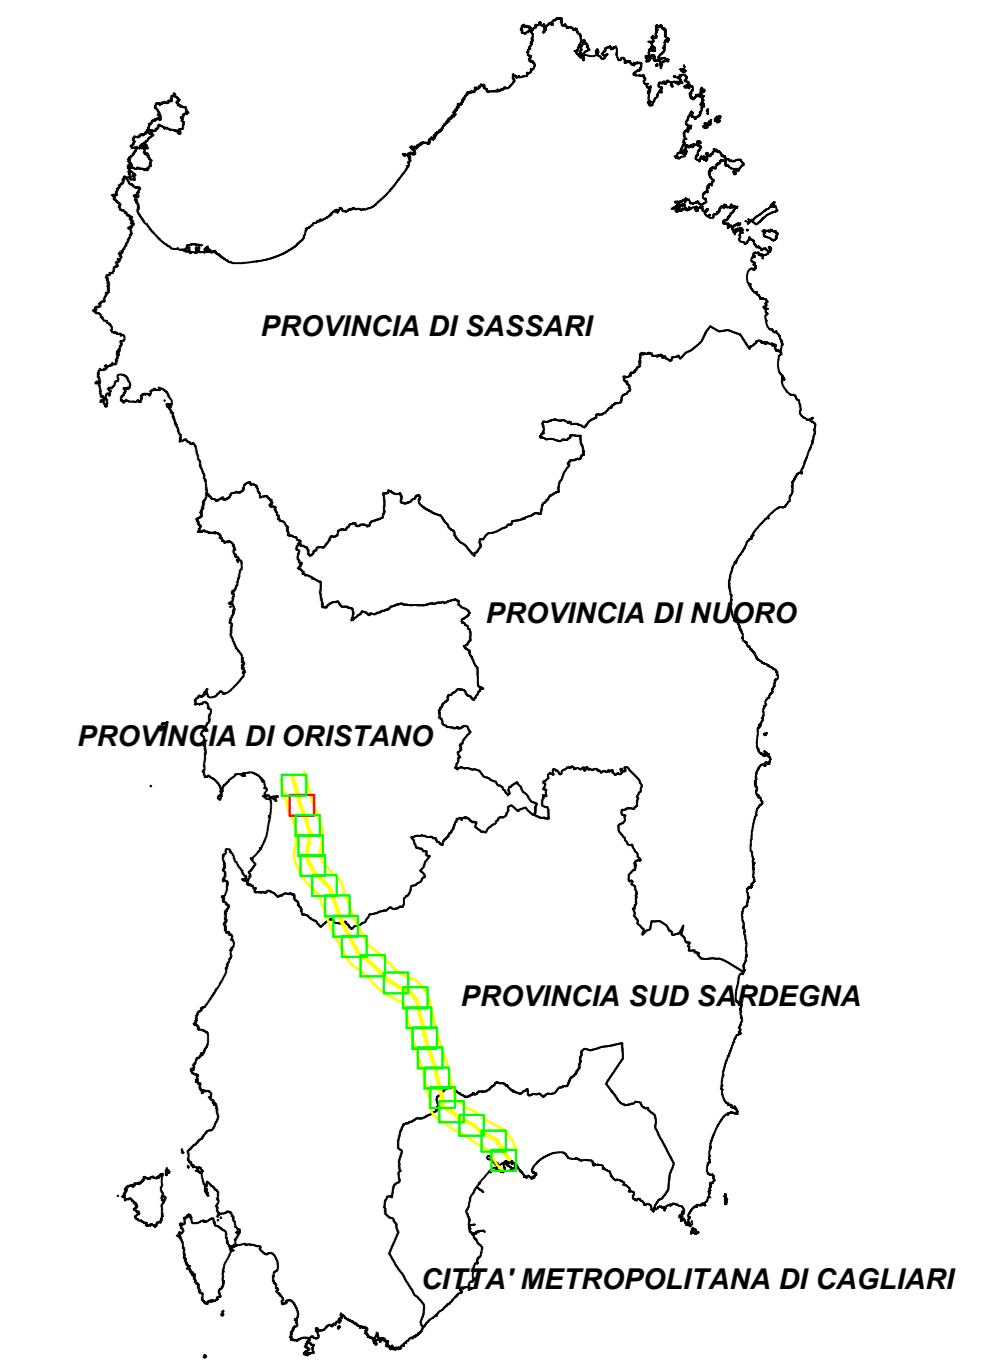 PROVINCIA DI SASSARI
PROVINCIA DI NUORO
PROVINCIA DI ORISTANO
PROVINCIA SUD SARDEGNA
CITTA' METROPOLITANA DI CAGLIARI